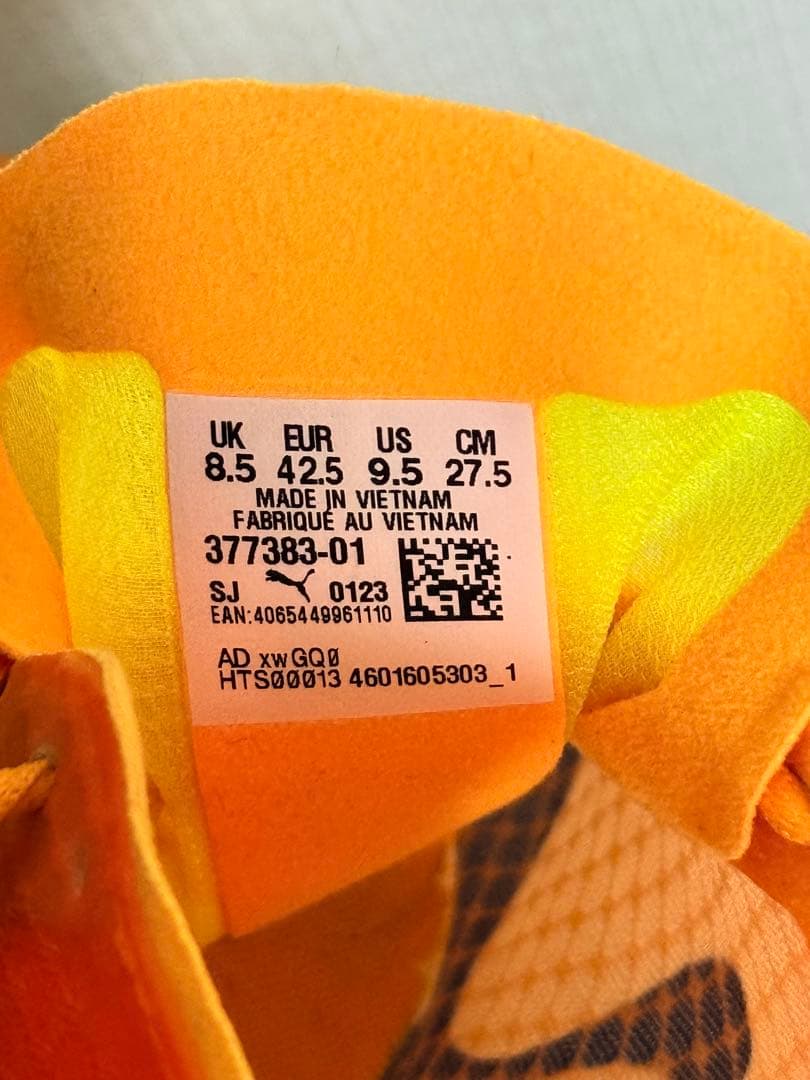 UK EUR US CM
8.5 42.5 9.5 27.5
MADE IN VIETNAM
FABRIQUÉ AU VIETNAM
377383-01
SJ 0123
EAN:4065449961110
AD xwGQ0
HTS00013 4601605303_1